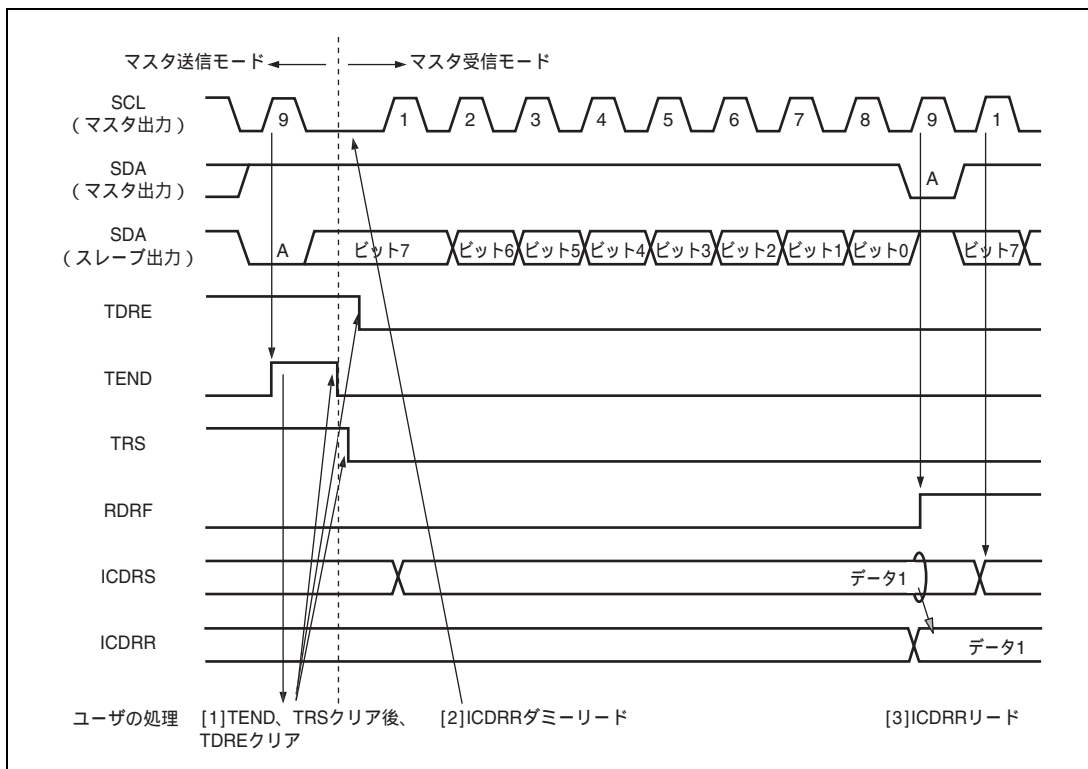 マスタ送信モード マスタ受信モード
SCL
(マスタ出力)
9 1 2 3 4 5 6 7 8 9 1
SDA
(マスタ出力)
A
SDA
(スレーブ出力)
A ビット7 ビット6 ビット5 ビット4 ビット3 ビット2 ビット1 ビット0 ビット7
TDRE
TEND
TRS
RDRF
ICDRS
データ1
ICDRR
データ1
ユーザの処理 [1]TEND、TRSクリア後、 [2]ICDRRダミーリード [3]ICDRRリード
TDREクリア